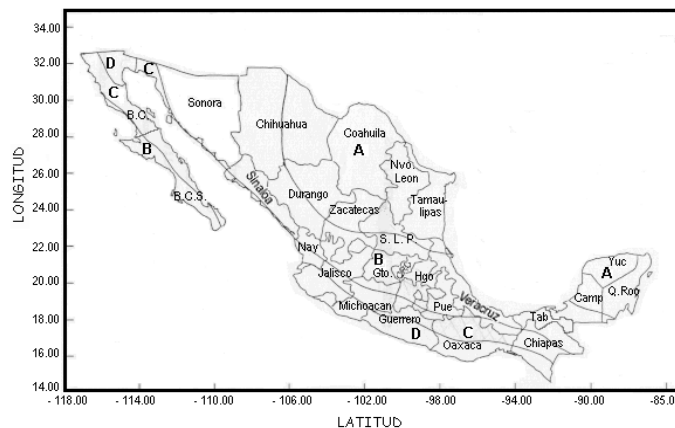 34.00
32.00
30.00
28.00
26.00
24.00
22.00
20.00
18.00
16.00
14.00
LONGITUD
D
C
C
B.C.
B
B.C.S.
Sonora
Chihuahua
Coahuila
A
Nvo.
Leon
Tamau-
lipas
Sinaloa
Durango
Zacatecas
S. L. P
Nay
B
Jalisco
Gto
Hgo
Michoacan
Pue
Veracruz
Guerrero
D
C
Oaxaca
Tab
Chiapas
Camp
A
Yuc
Q.Roo
- 118.00 - 114.00 - 110.00 - 106.00 - 102.00 -98.00 -94.00 -89.00 -85.00
LATITUD